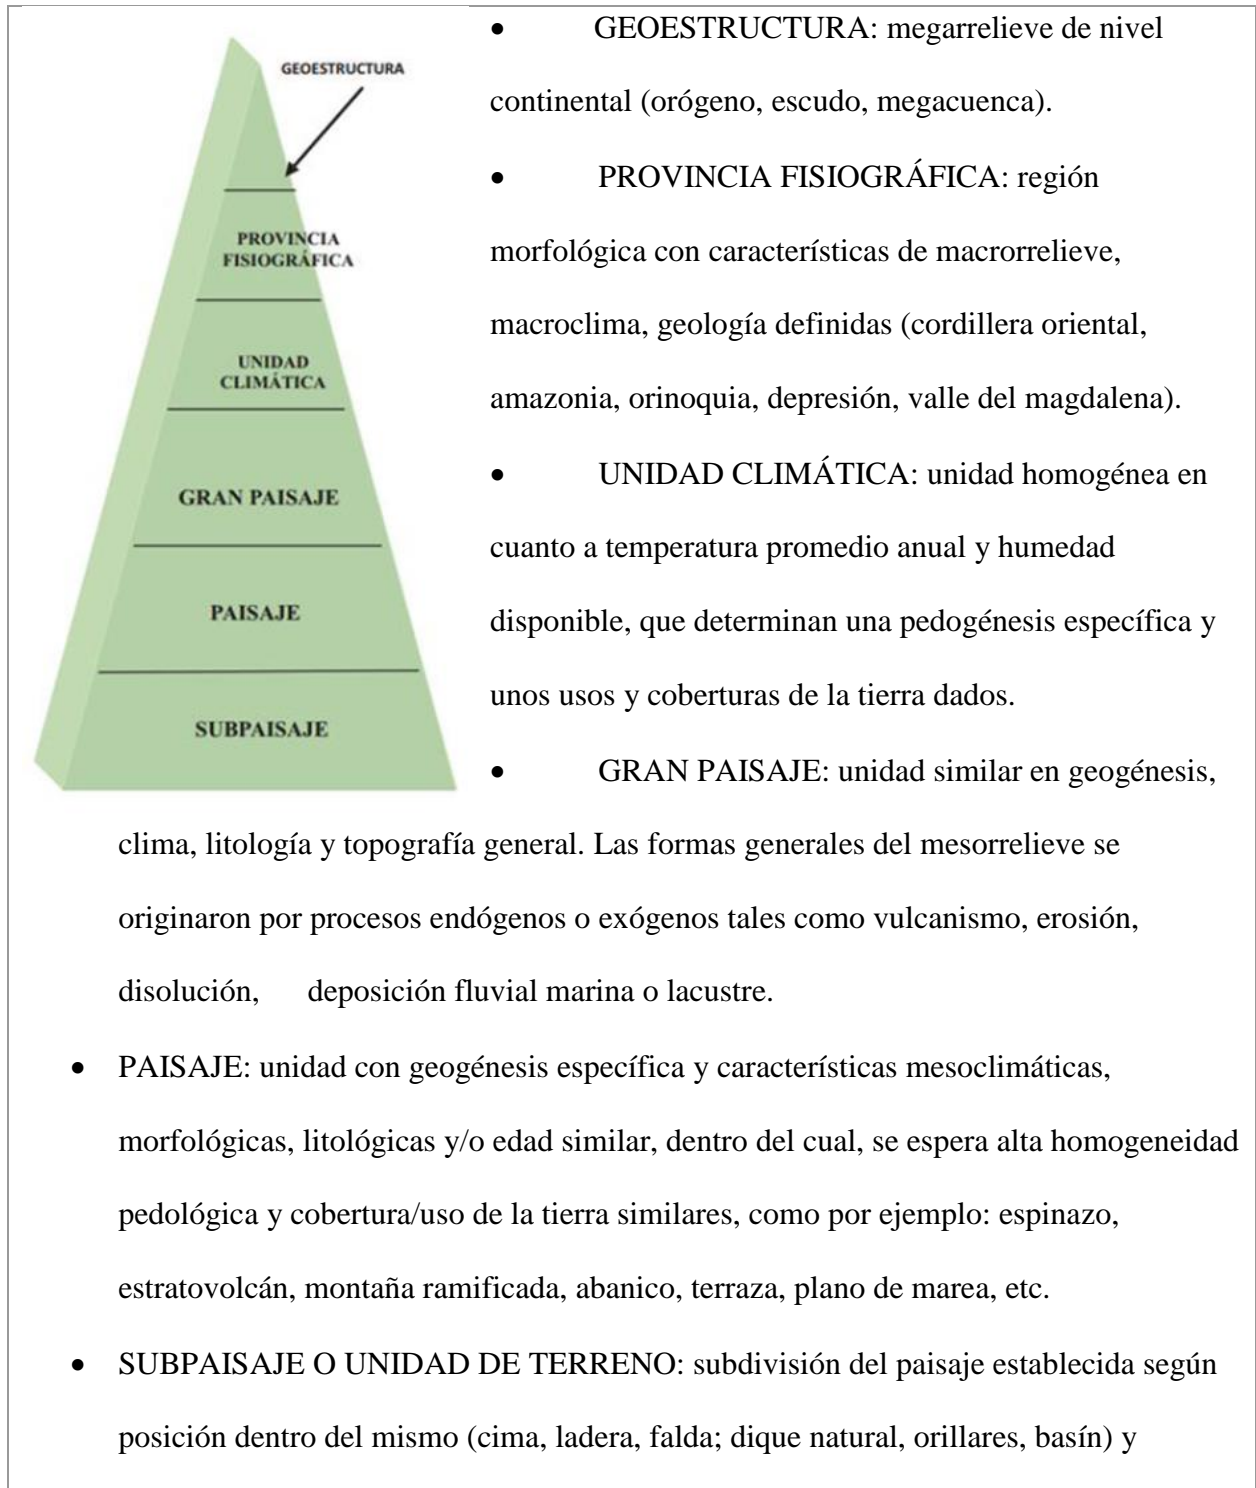 GEOESTRUCTURA
PROVINCIA
FISIOGRÁFICA
UNIDAD
CLIMÁTICA
GRAN PAISAJE
PAISAJE
SUBPAISAJE
• GEOESTRUCTURA: megarrelieve de nivel
continental (orógeno, escudo, megacuenca).
• PROVINCIA FISIOGRÁFICA: región
morfológica con características de macrorrelieve,
macroclima, geología definidas (cordillera oriental,
amazonia, orinoquia, depresión, valle del magdalena).
• UNIDAD CLIMÁTICA: unidad homogénea en
cuanto a temperatura promedio anual y humedad
disponible, que determinan una pedogénesis específica y
unos usos y coberturas de la tierra dados.
• GRAN PAISAJE: unidad similar en geogénesis,
clima, litología y topografía general. Las formas generales del mesorrelieve se
originaron por procesos endógenos o exógenos tales como vulcanismo, erosión,
disolución, deposición fluvial marina o lacustre.
• PAISAJE: unidad con geogénesis específica y características mesoclimáticas,
morfológicas, litológicas y/o edad similar, dentro del cual, se espera alta homogeneidad
pedológica y cobertura/uso de la tierra similares, como por ejemplo: espinazo,
estratovolcán, montaña ramificada, abanico, terraza, plano de marea, etc.
• SUBPAISAJE O UNIDAD DE TERRENO: subdivisión del paisaje establecida según
posición dentro del mismo (cima, ladera, falda; dique natural, orillares, basín) y